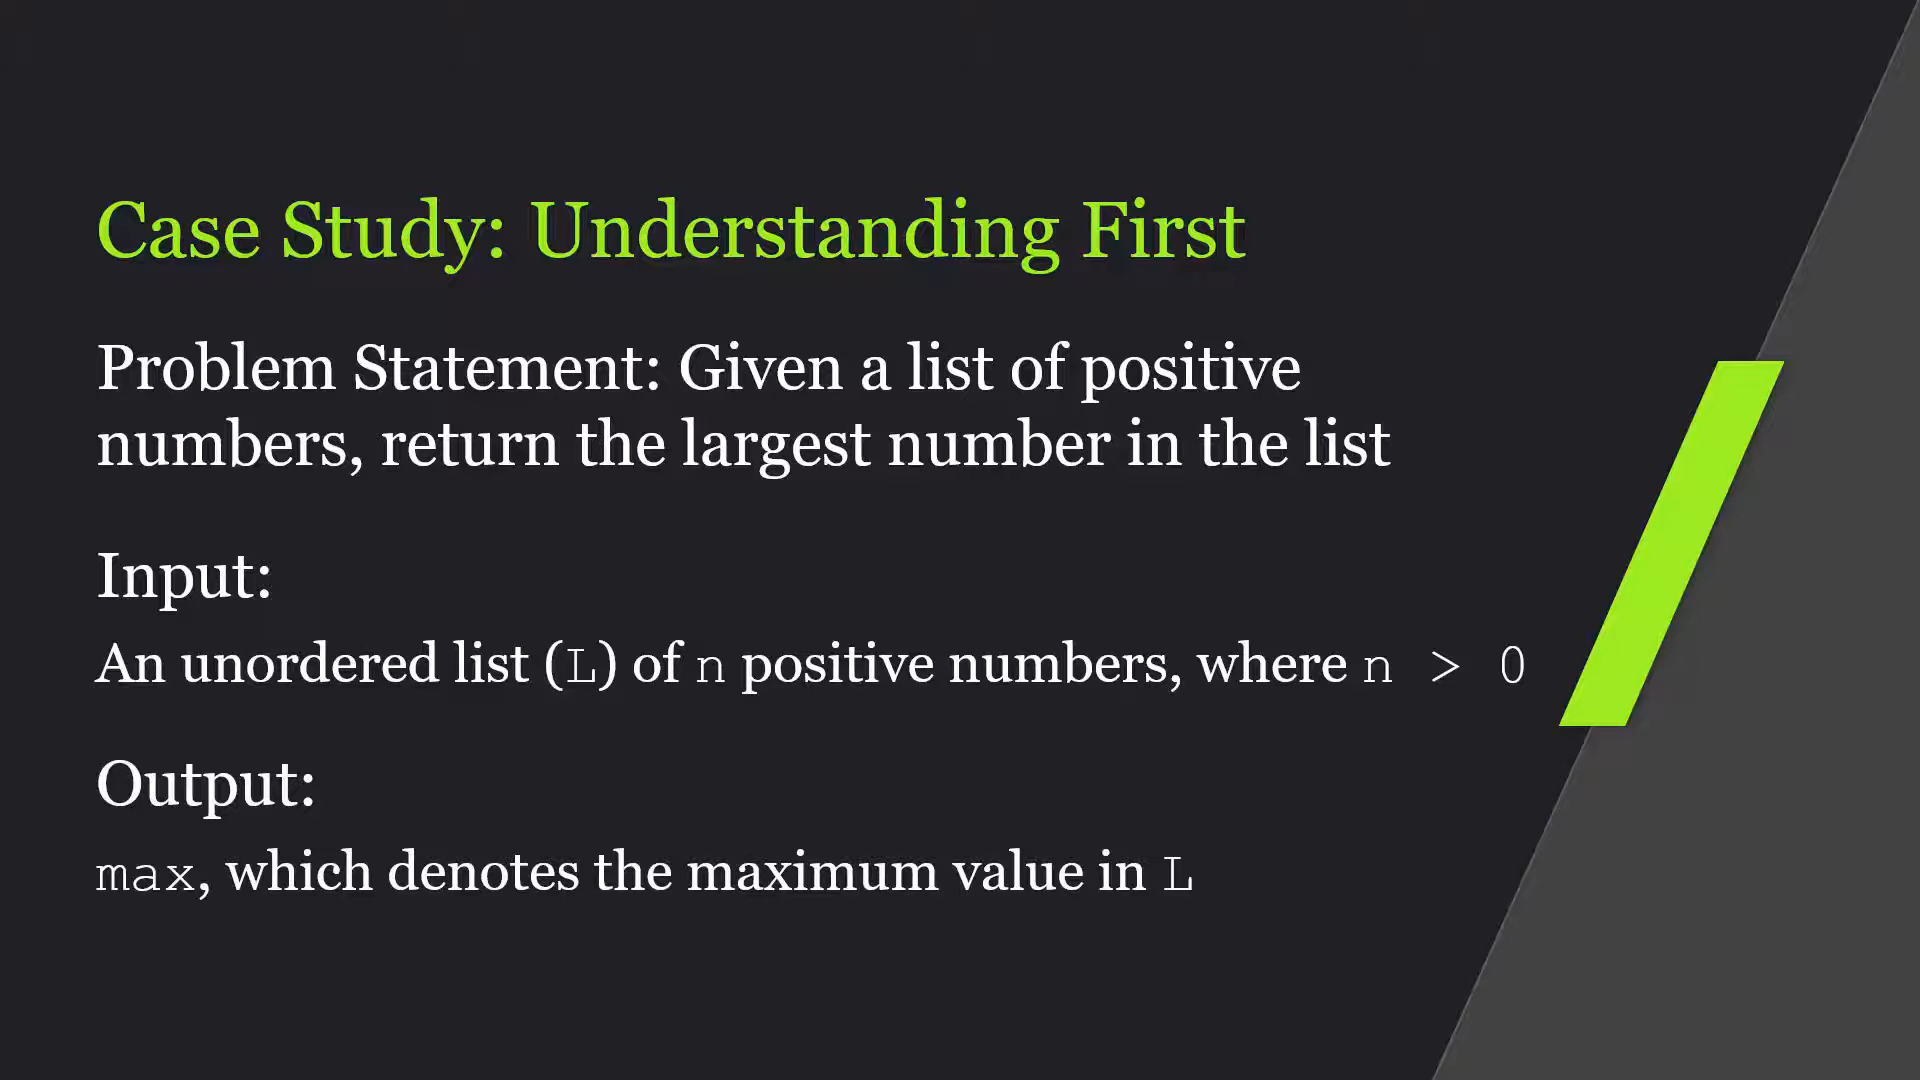 Case Study: Understanding First
Problem Statement: Given a list of positive
numbers, return the largest number in the list
Input:
An unordered list (L) of n positive numbers, where n > 0
Output:
max, which denotes the maximum value in L